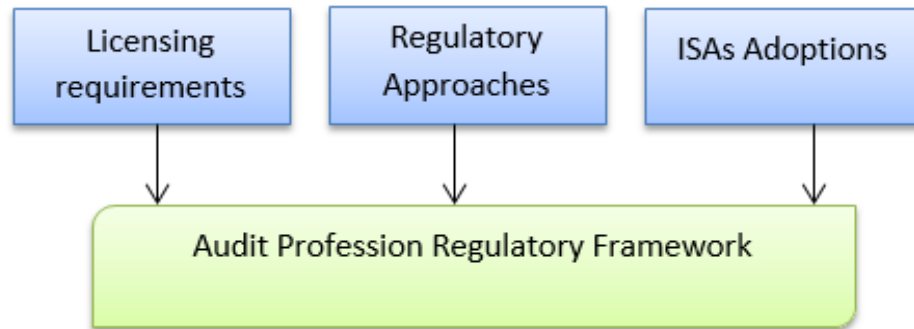 Licensing
requirements
Regulatory
Approaches
ISAs Adoptions
Audit Profession Regulatory Framework